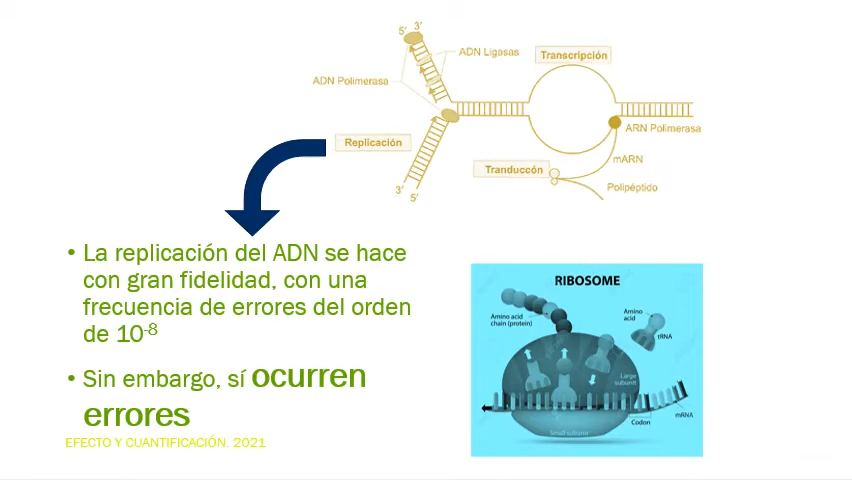 5' 3'
ADN Ligasas
Transcripción
ADN Polimerasa
ARN Polimerasa
Replicación
mARN
Tranduccón
Polipéptido
3'
5'
• La replicación del ADN se hace
con gran fidelidad, con una
frecuencia de errores del orden
de 10-8
• Sin embargo, sí ocurren
errores
EFECTO Y CUANTIFICACIÓN. 2021
RIBOSOME
Amino acid
chain (protein)
Amino
acid
tRNA
Large
subunit
mRNA
Codon
Small subunit